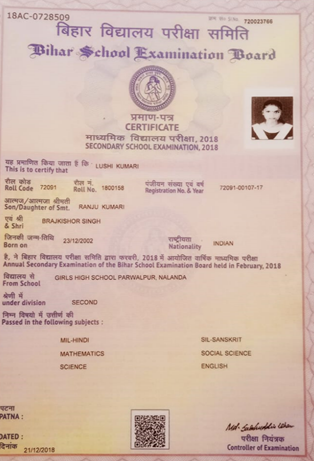 18AC-0728509
720023766
बिहार विद्यालय परीक्षा समिति
Bihar School Examination Board
प्रमाण-पत्र
CERTIFICATE
माध्यमिक विद्यालय परीक्षा, 2018
SECONDARY SCHOOL EXAMINATION, 2018
यह प्रमाणित किया जाता है कि
This is to certify that LUSHI KUMARI
रौल कोड रौल नं. पंजीयन संख्या एवं वर्ष
Roll Code 72091 Roll No. 1800158 Registration No. & Year 72091-00107-17
आत्मज/आत्मजा श्रीमती
Son/Daughter of Smt. RANJU KUMARI
एवं श्री
& Shri BRAJKISHOR SINGH
जिनकी जन्म-तिथि राष्ट्रीयता
Born on 23/12/2002 Nationality INDIAN
है, ने बिहार विद्यालय परीक्षा समिति द्वारा फरवरी, 2018 में आयोजित वार्षिक माध्यमिक परीक्षा
Annual Secondary Examination of the Bihar School Examination Board held in February, 2018
विद्यालय से
From School GIRLS HIGH SCHOOL PARWALPUR, NALANDA
श्रेणी में
under division SECOND
निम्न विषयो में उत्तीर्ण की
Passed in the following subjects :
MIL-HINDI SIL-SANSKRIT
MATHEMATICS SOCIAL SCIENCE
SCIENCE ENGLISH
पटना
PATNA :
DATED :
दिनांक 21/12/2018
परीक्षा नियंत्रक
Controller of Examination